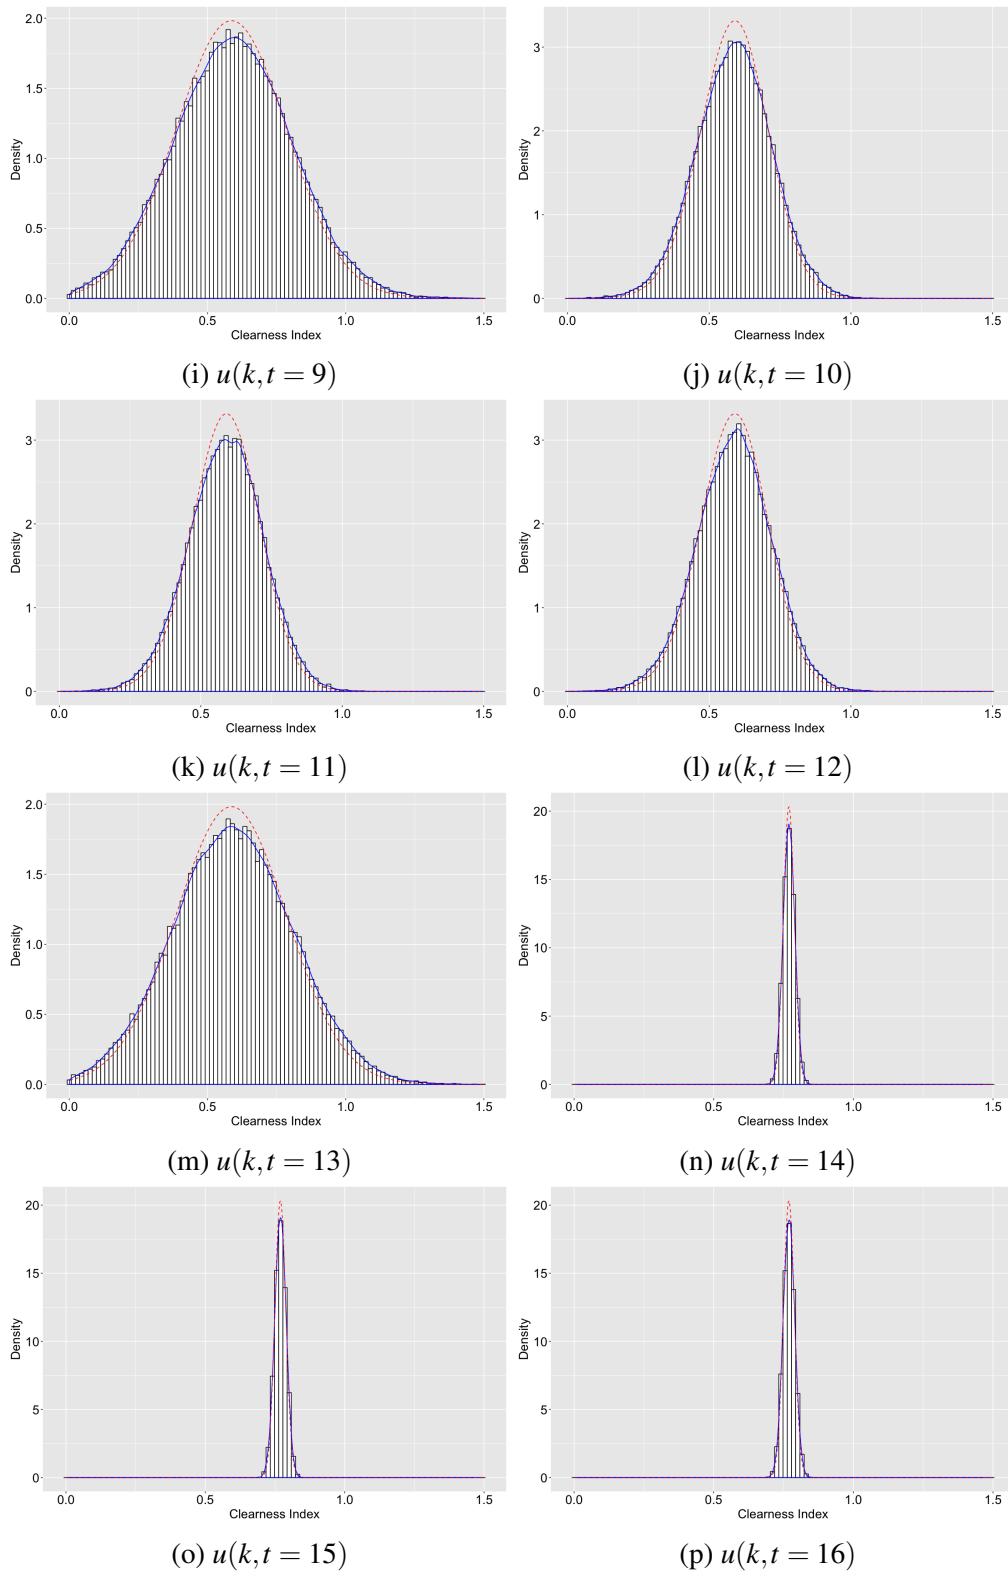 2.0
1.5
1.0
0.5
0.0
Density
0.0 0.5 1.0 1.5
Clearness Index
(i) u(k,t = 9)
3
2
1
0
Density
0.0 0.5 1.0 1.5
Clearness Index
(j) u(k,t = 10)
3
2
1
0
Density
0.0 0.5 1.0 1.5
Clearness Index
(k) u(k,t = 11)
3
2
1
0
Density
0.0 0.5 1.0 1.5
Clearness Index
(l) u(k,t = 12)
2.0
1.5
1.0
0.5
0.0
Density
0.0 0.5 1.0 1.5
Clearness Index
(m) u(k,t = 13)
20
15
10
5
0
Density
0.0 0.5 1.0 1.5
Clearness Index
(n) u(k,t = 14)
20
15
10
5
0
Density
0.0 0.5 1.0 1.5
Clearness Index
(o) u(k,t = 15)
20
15
10
5
0
Density
0.0 0.5 1.0 1.5
Clearness Index
(p) u(k,t = 16)